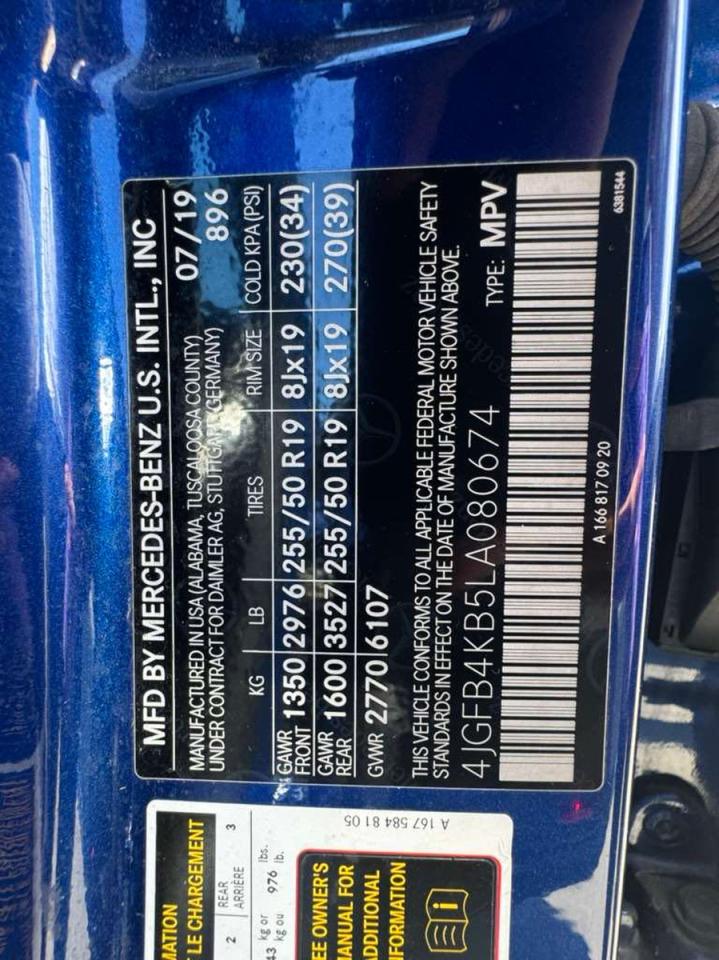 MFD BY MERCEDES-BENZ U.S. INTL., INC
MANUFACTURED IN USA (ALABAMA, TUSCALOOSA COUNTY) 07/19
UNDER CONTRACT FOR DAIMLER AG, STUTTGART (GERMANY) 896
KG LB TIRES RIM SIZE COLD KPA (PSI)
GAWR FRONT 1350 2976 255/50 R19 8Jx19 230(34)
GAWR REAR 1600 3527 255/50 R19 8Jx19 270(39)
GVWR 2770 6107
THIS VEHICLE CONFORMS TO ALL APPLICABLE FEDERAL MOTOR VEHICLE SAFETY
STANDARDS IN EFFECT ON THE DATE OF MANUFACTURE SHOWN ABOVE.
4JGFB4KB5LA080674 TYPE: MPV
A 166 817 09 20 6381544
MATION
T LE CHARGEMENT
2 REAR 3
ARRIÈRE
43 kg or 976 lbs.
kg ou lb.
EE OWNER'S
MANUAL FOR
ADDITIONAL
NFORMATION
i
A 167 584 81 05